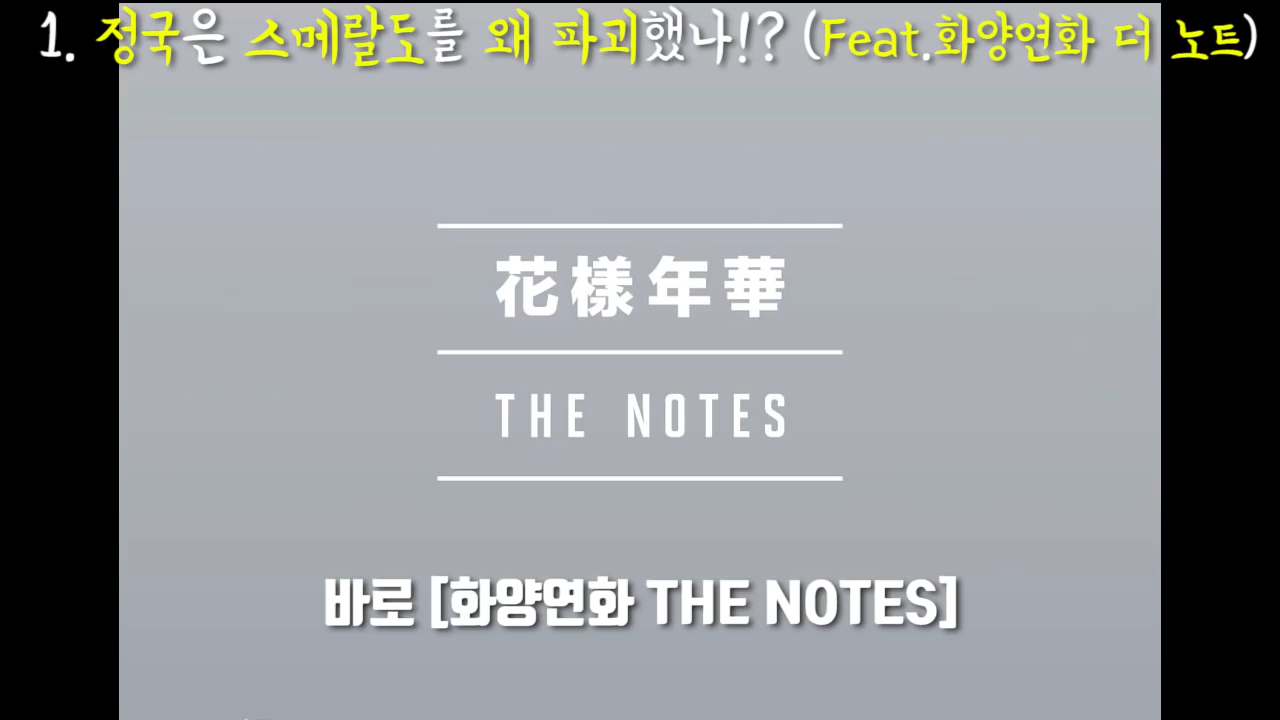 1. 정국은 스메랄도를 왜 파괴했나!? (Feat.화양연화 더 노트)
花樣年華
THE NOTES
바로 [화양연화 THE NOTES]